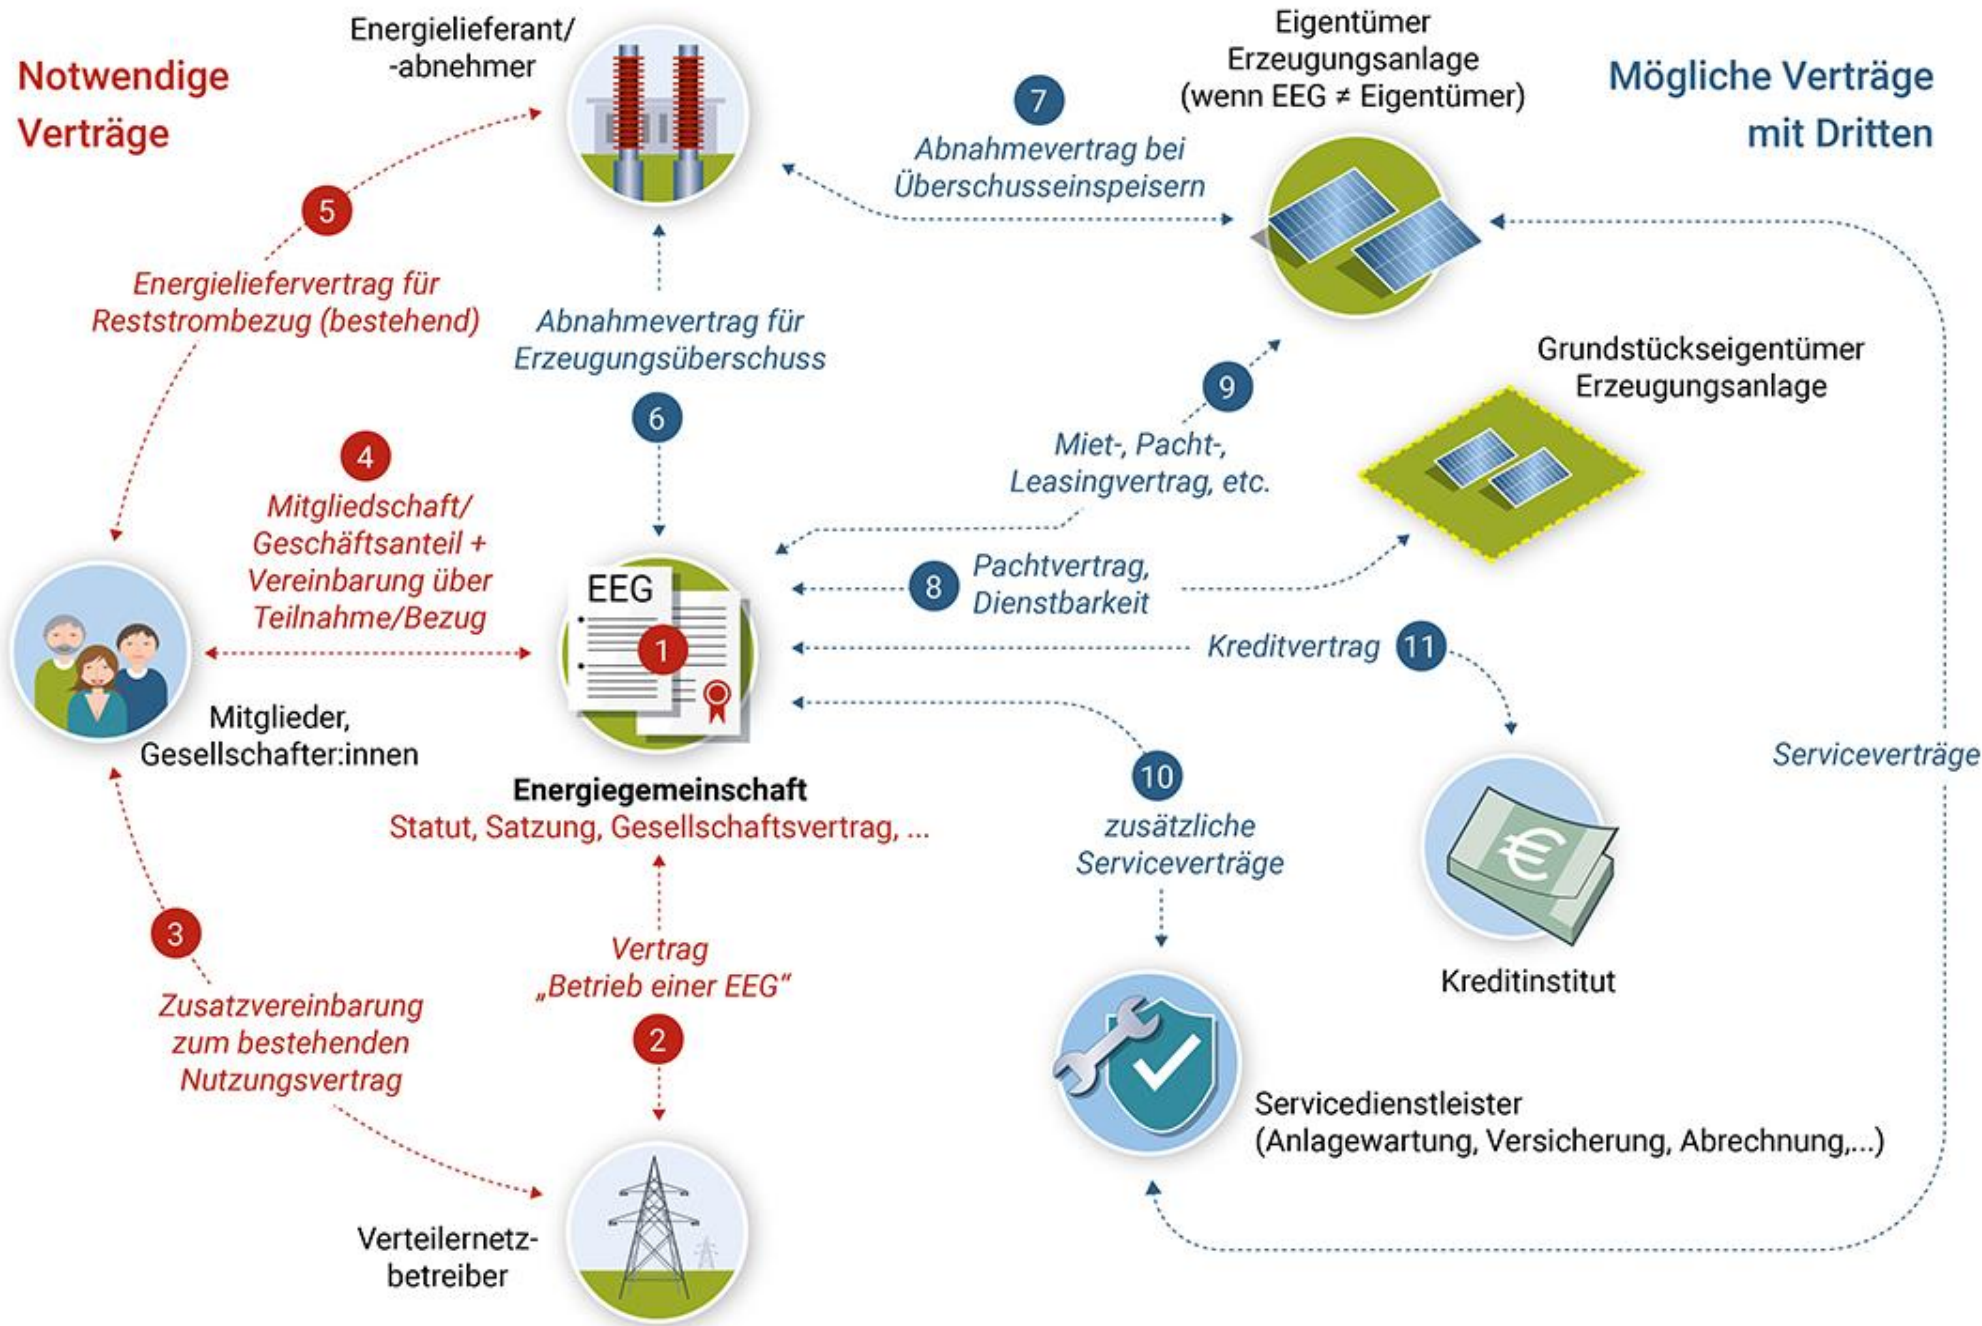 Notwendige
Verträge
Energielieferant/
-abnehmer
Eigentümer
Erzeugungsanlage
(wenn EEG ≠ Eigentümer)
Mögliche Verträge
mit Dritten
7
Abnahmevertrag bei
Überschusseinspeisern
5
Energieliefervertrag für
Reststrombezug (bestehend)
Abnahmevertrag für
Erzeugungsüberschuss
6
9
Miet-, Pacht-,
Leasingvertrag, etc.
Grundstückseigentümer
Erzeugungsanlage
4
Mitgliedschaft/
Geschäftsanteil +
Vereinbarung über
Teilnahme/Bezug
EEG
1
8
Pachtvertrag,
Dienstbarkeit
Kreditvertrag
11
Mitglieder,
Gesellschafter:innen
Energiegemeinschaft
Statut, Satzung, Gesellschaftsvertrag, ...
10
zusätzliche
Serviceverträge
Serviceverträge
3
Zusatzvereinbarung
zum bestehenden
Nutzungsvertrag
Vertrag
„Betrieb einer EEG“
2
€
Kreditinstitut
Servicedienstleister
(Anlagewartung, Versicherung, Abrechnung,...)
Verteilernetz-
betreiber